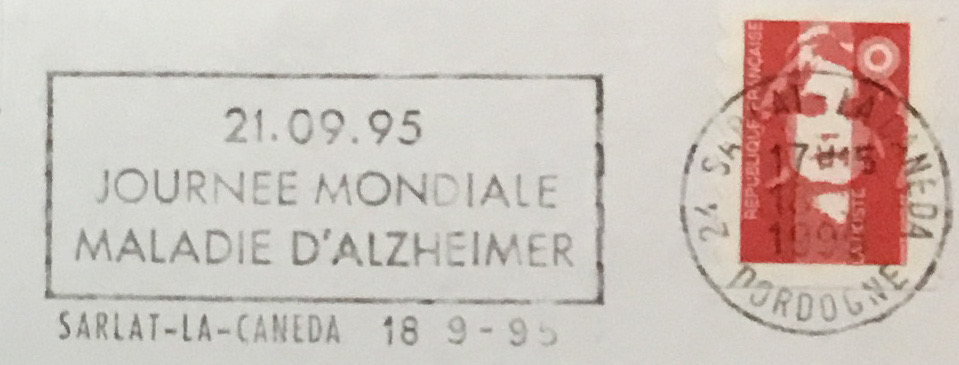 21.09.95
JOURNEE MONDIALE
MALADIE D'ALZHEIMER
SARLAT-LA-CANEDA 18 9-95
REPUBLIQUE FRANÇAISE
LA POSTE
24 SARLAT-LA-CANEDA
17H15
DORDOGNE